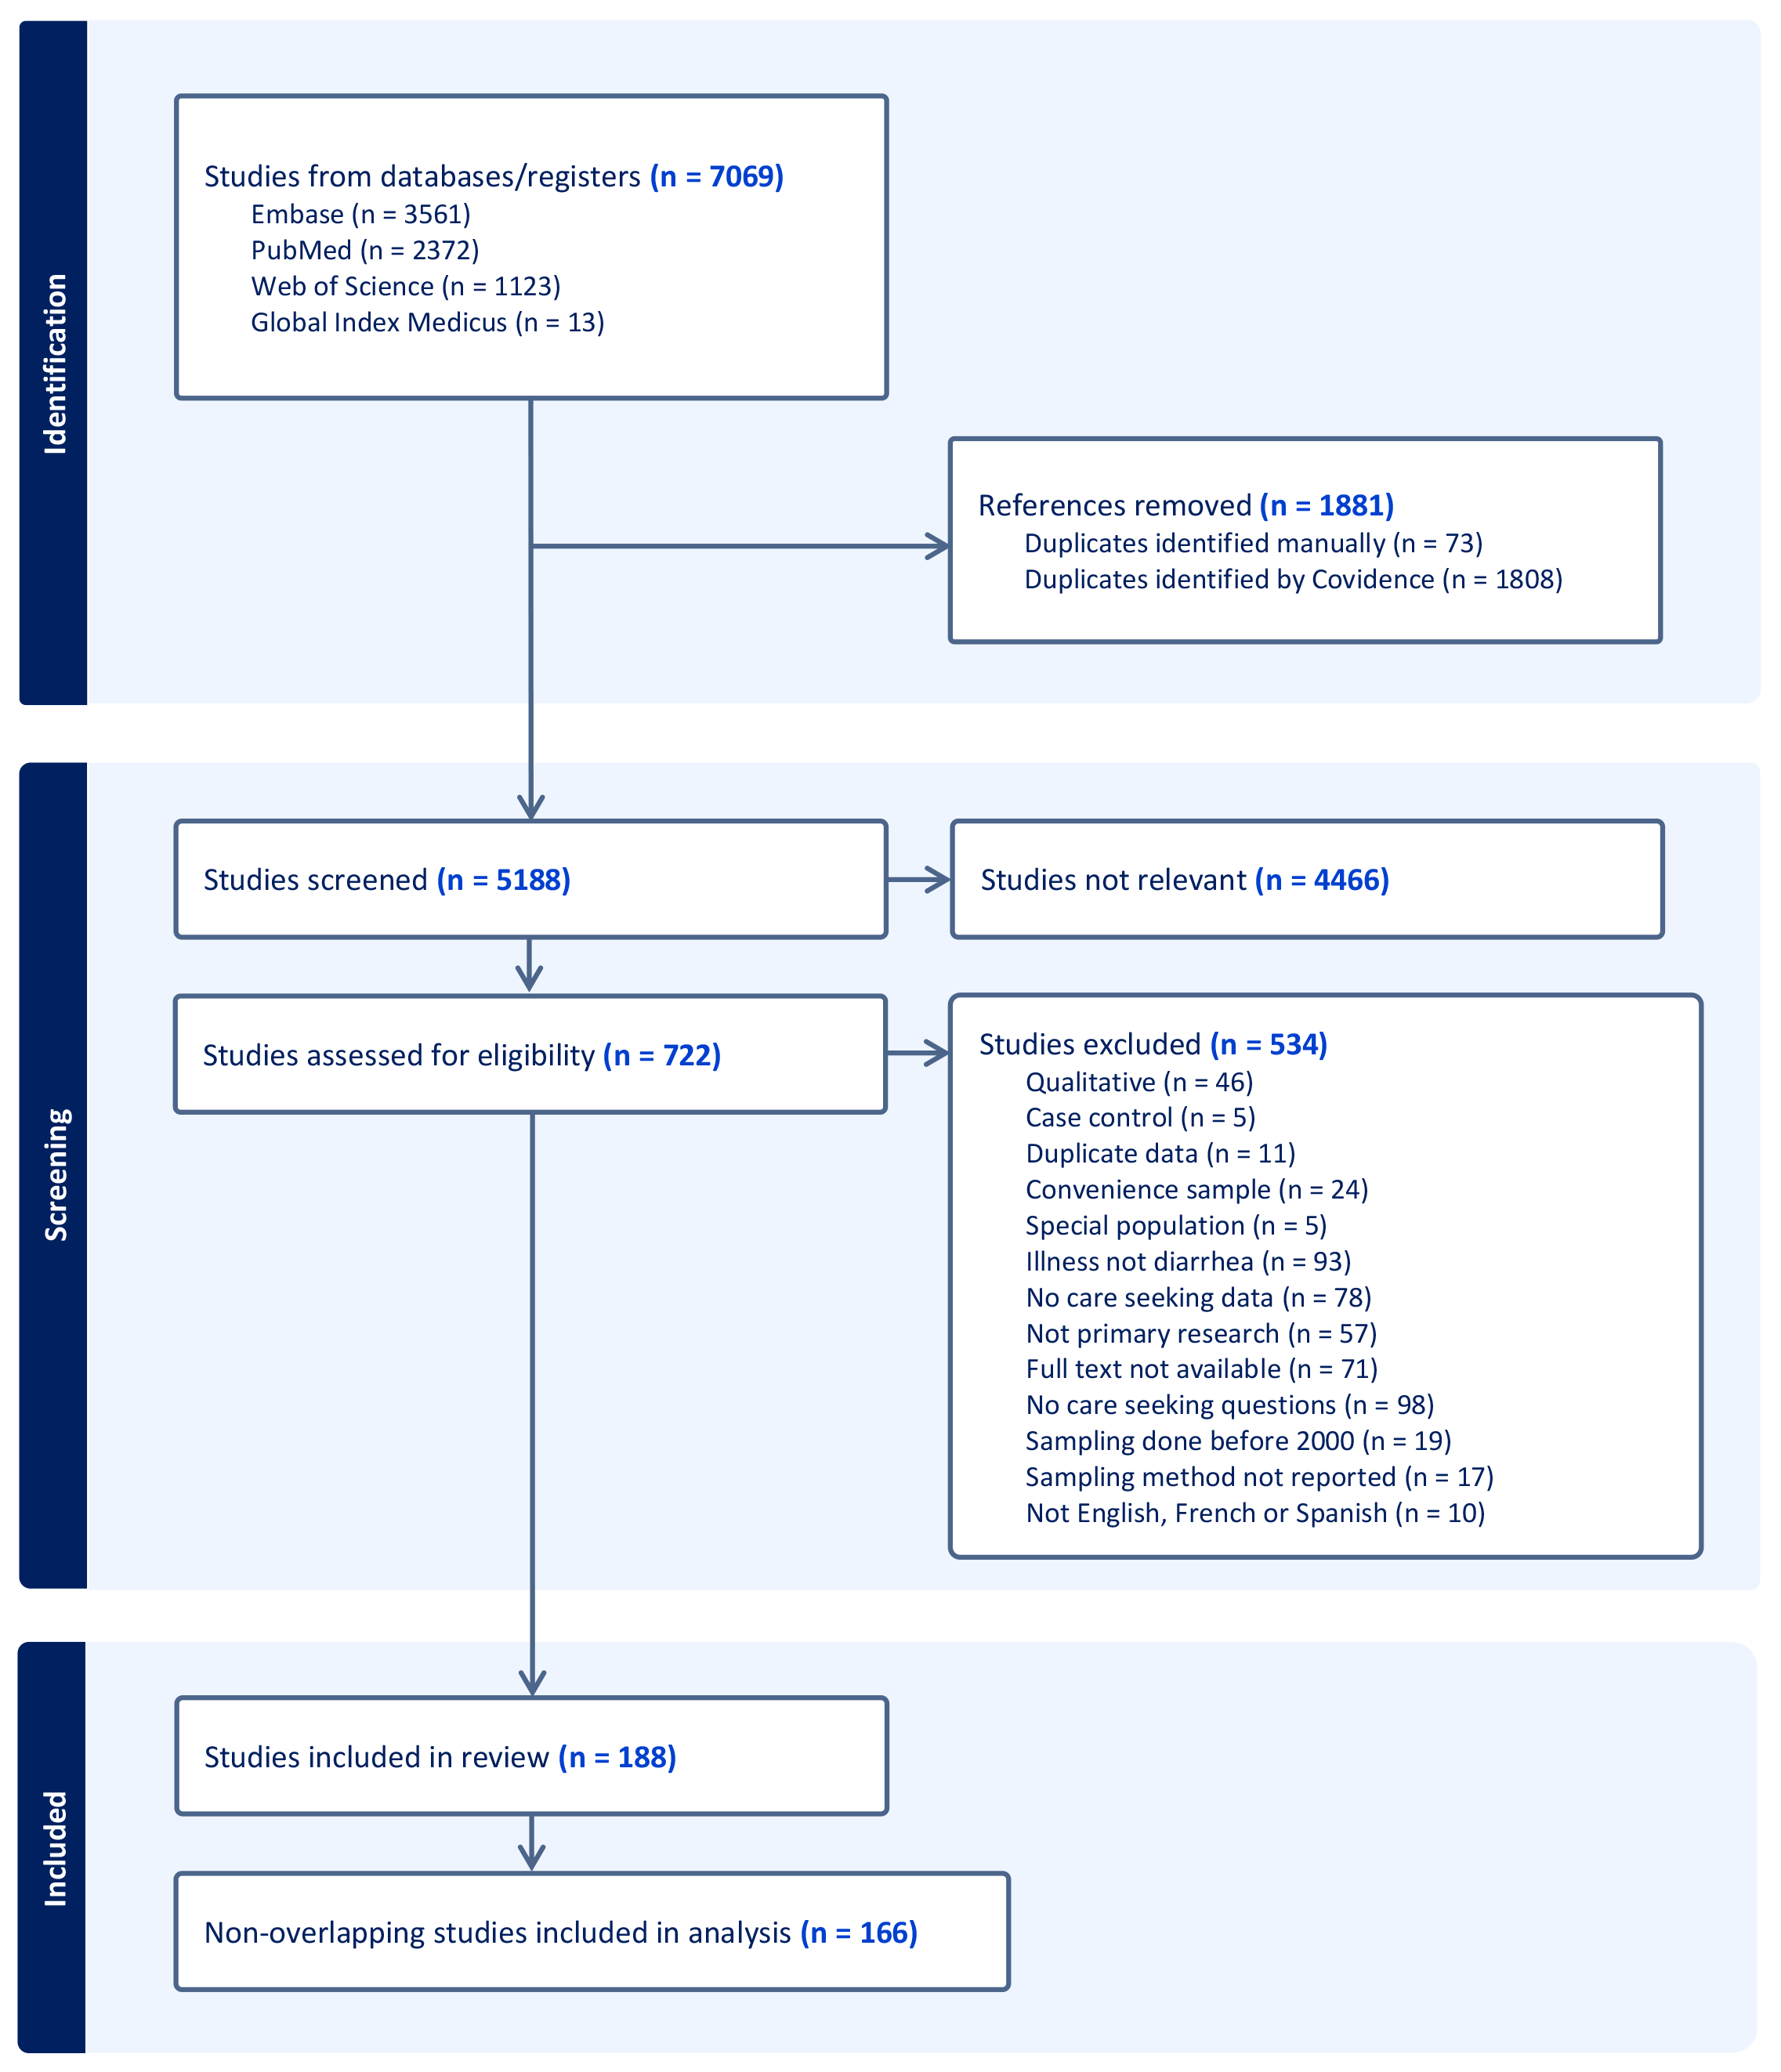 Identification
Studies from databases/registers (n = 7069)
Embase (n = 3561)
PubMed (n = 2372)
Web of Science (n = 1123)
Global Index Medicus (n = 13)
References removed (n = 1881)
Duplicates identified manually (n = 73)
Duplicates identified by Covidence (n = 1808)
Screening
Studies screened (n = 5188)
Studies not relevant (n = 4466)
Studies assessed for eligibility (n = 722)
Studies excluded (n = 534)
Qualitative (n = 46)
Case control (n = 5)
Duplicate data (n = 11)
Convenience sample (n = 24)
Special population (n = 5)
Illness not diarrhea (n = 93)
No care seeking data (n = 78)
Not primary research (n = 57)
Full text not available (n = 71)
No care seeking questions (n = 98)
Sampling done before 2000 (n = 19)
Sampling method not reported (n = 17)
Not English, French or Spanish (n = 10)
Included
Studies included in review (n = 188)
Non-overlapping studies included in analysis (n = 166)